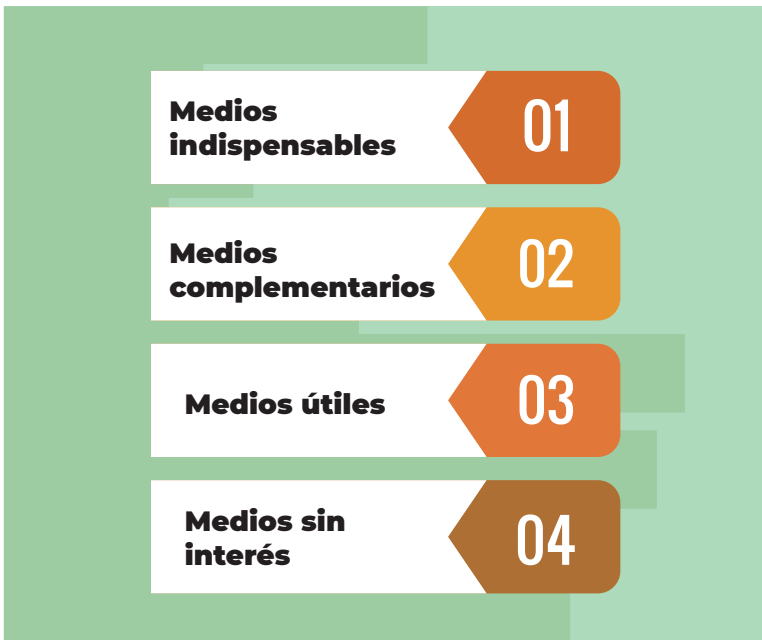 Medios
indispensables
01
Medios
complementarios
02
Medios útiles
03
Medios sin
interés
04